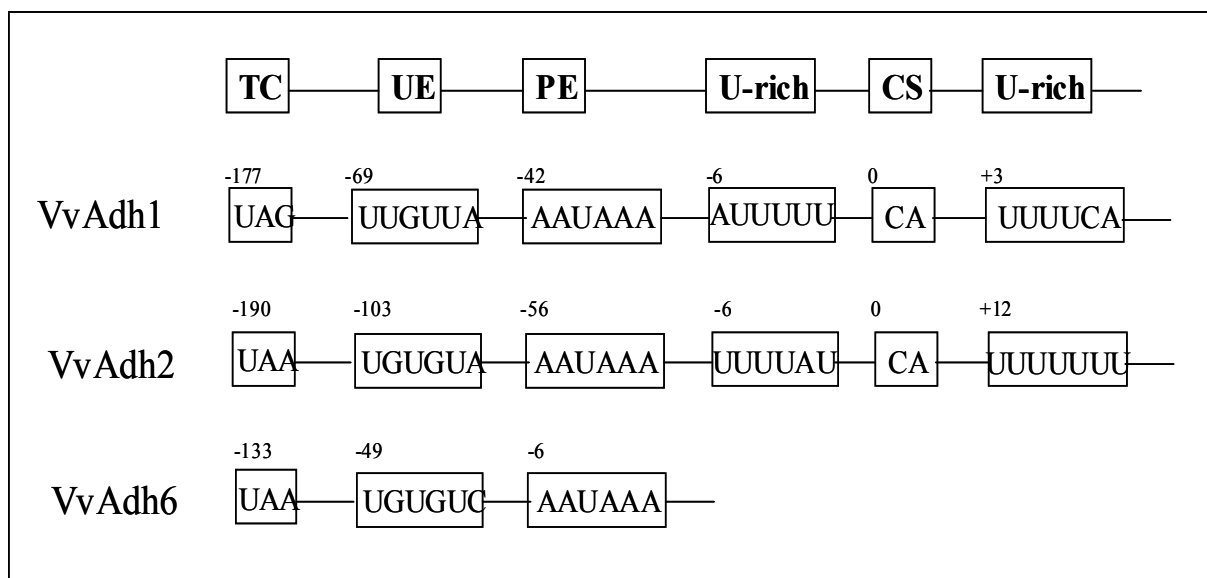 TC UE PE U-rich CS U-rich
-177 -69 -42 -6 0 +3
VvAdh1 UAG UUGUUA AAUAAA AUUUUU CA UUUUCA
-190 -103 -56 -6 0 +12
VvAdh2 UAA UGUGUA AAUAAA UUUUAU CA UUUUUUU
-133 -49 -6
VvAdh6 UAA UGUGUC AAUAAA